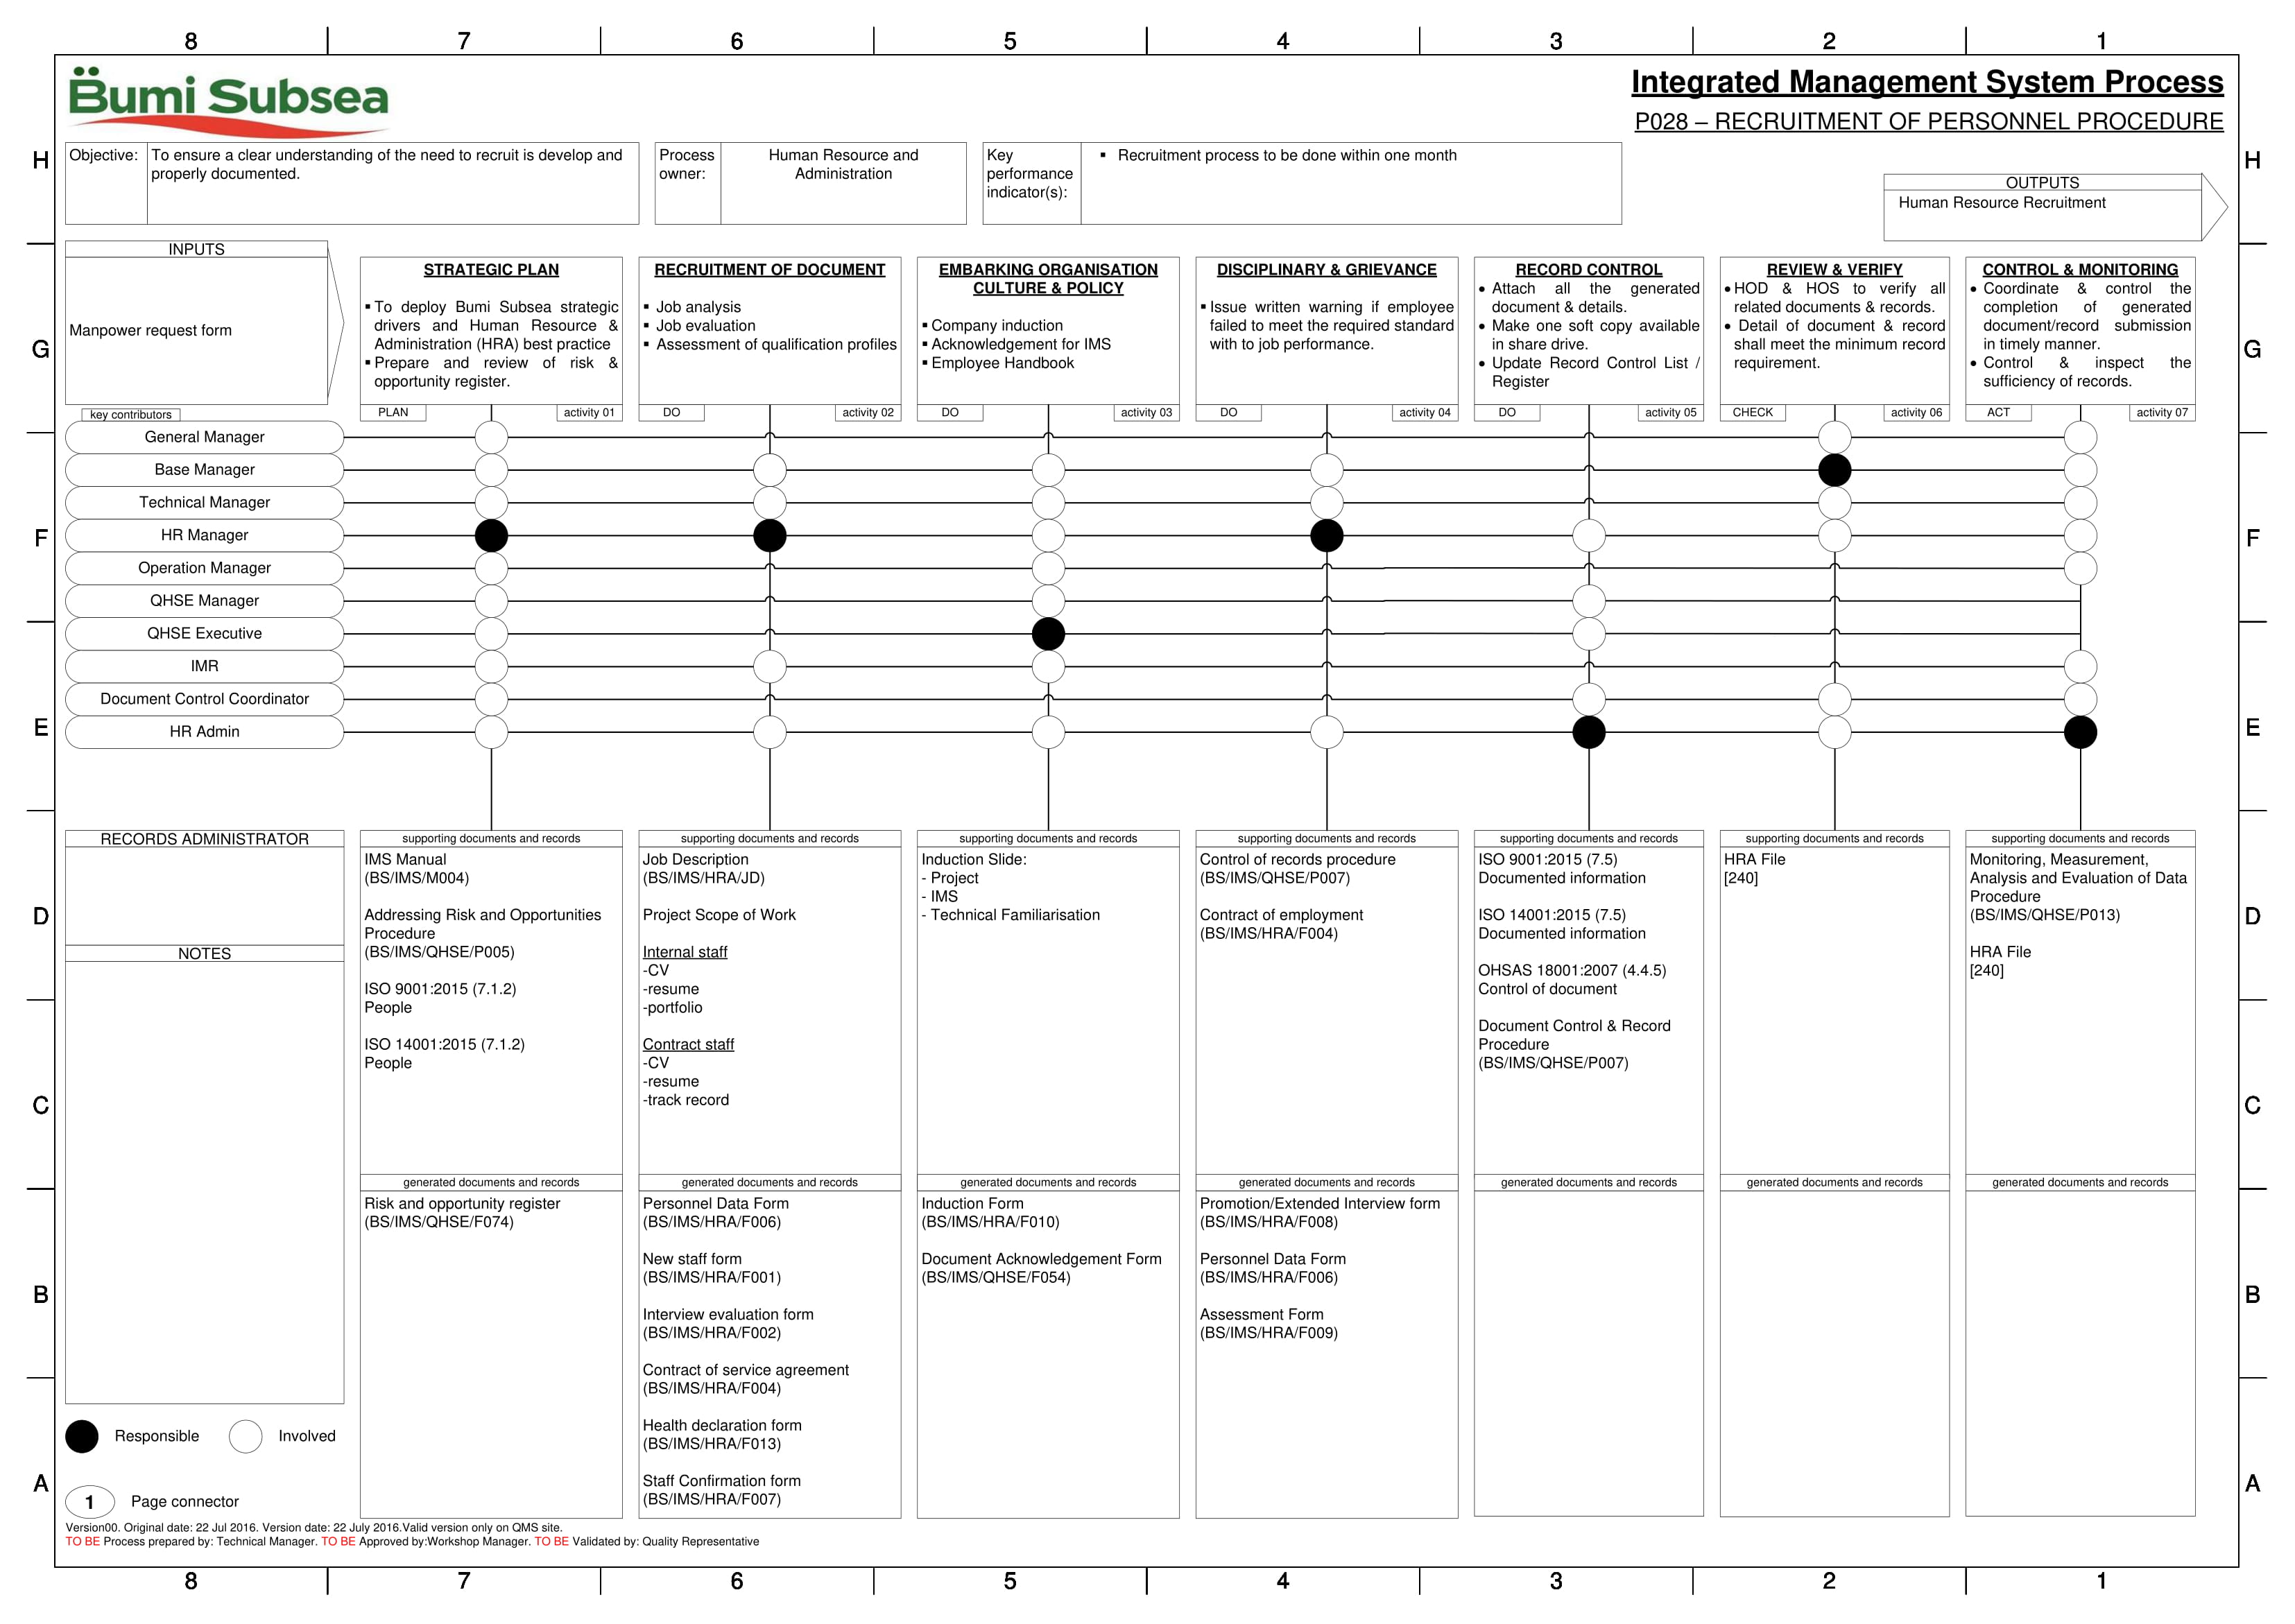 8 7 6 5 4 3 2 1
Bumi Subsea
Integrated Management System Process
P028 – RECRUITMENT OF PERSONNEL PROCEDURE
H
H
Objective:
To ensure a clear understanding of the need to recruit is develop and
properly documented.
Process
owner:
Human Resource and
Administration
Key
performance
indicator(s):
▪ Recruitment process to be done within one month
OUTPUTS
Human Resource Recruitment
INPUTS
Manpower request form
G
G
STRATEGIC PLAN
▪ To deploy Bumi Subsea strategic
drivers and Human Resource &
Administration (HRA) best practice
▪ Prepare and review of risk &
opportunity register.
PLAN
activity 01
RECRUITMENT OF DOCUMENT
▪ Job analysis
▪ Job evaluation
▪ Assessment of qualification profiles
DO
activity 02
EMBARKING ORGANISATION
CULTURE & POLICY
▪ Company induction
▪ Acknowledgement for IMS
▪ Employee Handbook
DO
activity 03
DISCIPLINARY & GRIEVANCE
▪ Issue written warning if employee
failed to meet the required standard
with to job performance.
DO
activity 04
RECORD CONTROL
• Attach all the generated
document & details.
• Make one soft copy available
in share drive.
• Update Record Control List /
Register
DO
activity 05
REVIEW & VERIFY
• HOD & HOS to verify all
related documents & records.
• Detail of document & record
shall meet the minimum record
requirement.
CHECK
activity 06
CONTROL & MONITORING
• Coordinate & control the
completion of generated
document/record submission
in timely manner.
• Control & inspect the
sufficiency of records.
ACT
activity 07
key contributors
General Manager
Base Manager
Technical Manager
HR Manager
Operation Manager
QHSE Manager
QHSE Executive
IMR
Document Control Coordinator
HR Admin
F
F
E
E
RECORDS ADMINISTRATOR
NOTES
D
D
supporting documents and records
IMS Manual
(BS/IMS/M004)
Addressing Risk and Opportunities
Procedure
(BS/IMS/QHSE/P005)
ISO 9001:2015 (7.1.2)
People
ISO 14001:2015 (7.1.2)
People
supporting documents and records
Job Description
(BS/IMS/HRA/JD)
Project Scope of Work
Internal staff
-CV
-resume
-portfolio
Contract staff
-CV
-resume
-track record
supporting documents and records
Induction Slide:
- Project
- IMS
- Technical Familiarisation
supporting documents and records
Control of records procedure
(BS/IMS/QHSE/P007)
Contract of employment
(BS/IMS/HRA/F004)
supporting documents and records
ISO 9001:2015 (7.5)
Documented information
ISO 14001:2015 (7.5)
Documented information
OHSAS 18001:2007 (4.4.5)
Control of document
Document Control & Record
Procedure
(BS/IMS/QHSE/P007)
supporting documents and records
HRA File
[240]
supporting documents and records
Monitoring, Measurement,
Analysis and Evaluation of Data
Procedure
(BS/IMS/QHSE/P013)
HRA File
[240]
C
C
generated documents and records
Risk and opportunity register
(BS/IMS/QHSE/F074)
generated documents and records
Personnel Data Form
(BS/IMS/HRA/F006)
New staff form
(BS/IMS/HRA/F001)
Interview evaluation form
(BS/IMS/HRA/F002)
Contract of service agreement
(BS/IMS/HRA/F004)
Health declaration form
(BS/IMS/HRA/F013)
Staff Confirmation form
(BS/IMS/HRA/F007)
generated documents and records
Induction Form
(BS/IMS/HRA/F010)
Document Acknowledgement Form
(BS/IMS/QHSE/F054)
generated documents and records
Promotion/Extended Interview form
(BS/IMS/HRA/F008)
Personnel Data Form
(BS/IMS/HRA/F006)
Assessment Form
(BS/IMS/HRA/F009)
generated documents and records
generated documents and records
generated documents and records
B
B
Responsible
Involved
A
A
1 Page connector
Version00. Original date: 22 Jul 2016. Version date: 22 July 2016.Valid version only on QMS site.
TO BE Process prepared by: Technical Manager. TO BE Approved by:Workshop Manager. TO BE Validated by: Quality Representative
8 7 6 5 4 3 2 1